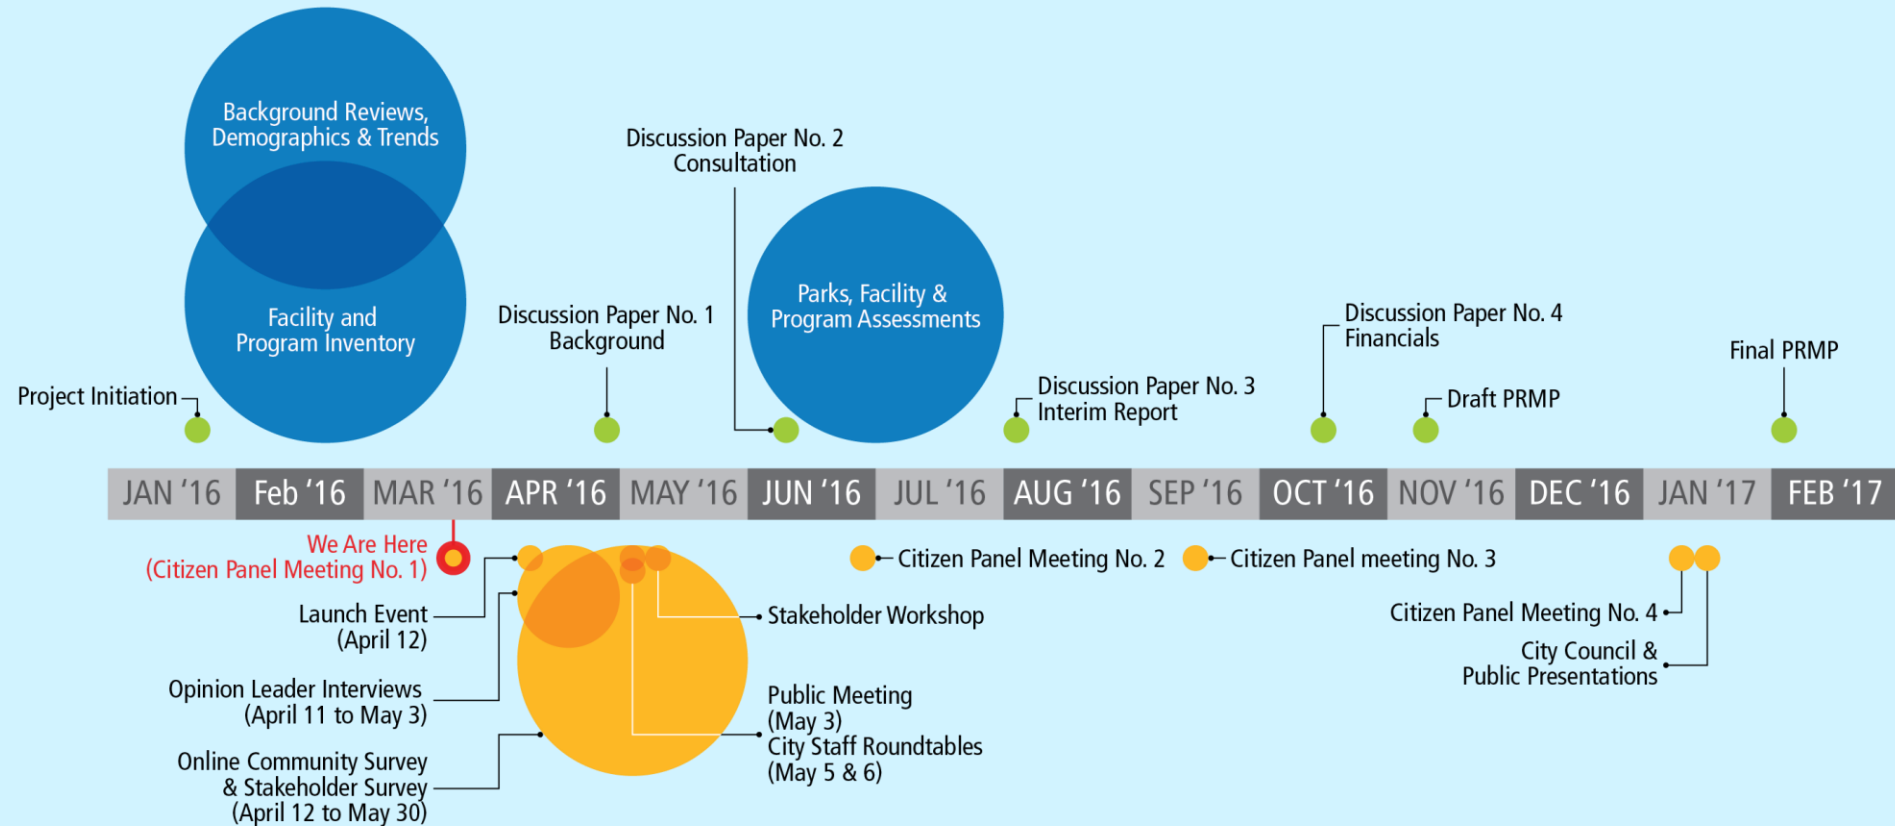 Background Reviews,
Demographics & Trends
Facility and
Program Inventory
Discussion Paper No. 2
Consultation
Parks, Facility &
Program Assessments
Project Initiation
Discussion Paper No. 1
Background
Discussion Paper No. 3
Interim Report
Discussion Paper No. 4
Financials
Draft PRMP
Final PRMP
JAN ‘16 Feb ‘16 MAR ‘16 APR ‘16 MAY ‘16 JUN ‘16 JUL ‘16 AUG ‘16 SEP ‘16 OCT ‘16 NOV ‘16 DEC ‘16 JAN ‘17 FEB ‘17
We Are Here
(Citizen Panel Meeting No. 1)
Launch Event
(April 12)
Opinion Leader Interviews
(April 11 to May 3)
Online Community Survey
& Stakeholder Survey
(April 12 to May 30)
Stakeholder Workshop
Public Meeting
(May 3)
City Staff Roundtables
(May 5 & 6)
Citizen Panel Meeting No. 2
Citizen Panel meeting No. 3
Citizen Panel Meeting No. 4
City Council &
Public Presentations